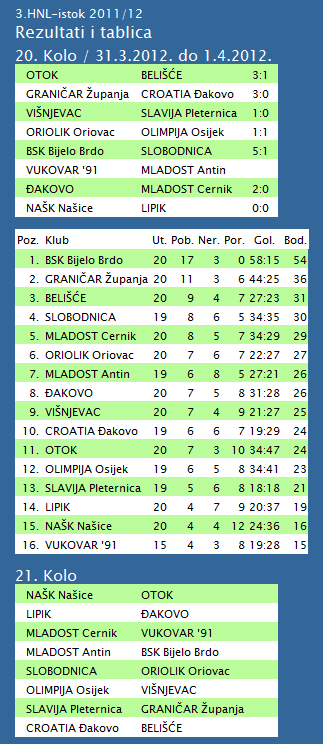 3.HNL-istok 2011/12
Rezultati i tablica
20. Kolo / 31.3.2012. do 1.4.2012.
OTOK BELIŠĆE 3:1
GRANIČAR Županja CROATIA Đakovo 3:0
VIŠNJEVAC SLAVIJA Pleternica 1:0
ORIOLIK Oriovac OLIMPIJA Osijek 1:1
BSK Bijelo Brdo SLOBODNICA 5:1
VUKOVAR '91 MLADOST Antin
ĐAKOVO MLADOST Cernik 2:0
NAŠK Našice LIPIK 0:0
Poz. Klub Ut. Pob. Ner. Por. Gol. Bod.
1. BSK Bijelo Brdo 20 17 3 0 58:15 54
2. GRANIČAR Županja 20 11 3 6 44:25 36
3. BELIŠĆE 20 9 4 7 27:23 31
4. SLOBODNICA 19 8 6 5 34:35 30
5. MLADOST Cernik 20 8 5 7 34:29 29
6. ORIOLIK Oriovac 20 7 6 7 22:27 27
7. MLADOST Antin 19 6 8 5 27:21 26
8. ĐAKOVO 20 7 5 8 31:28 26
9. VIŠNJEVAC 20 7 4 9 21:27 25
10. CROATIA Đakovo 19 6 6 7 19:29 24
11. OTOK 20 7 3 10 34:47 24
12. OLIMPIJA Osijek 19 6 5 8 34:41 23
13. SLAVIJA Pleternica 19 5 6 8 18:18 21
14. LIPIK 20 4 7 9 20:37 19
15. NAŠK Našice 20 4 4 12 24:36 16
16. VUKOVAR '91 15 4 3 8 19:28 15
21. Kolo
NAŠK Našice OTOK
LIPIK ĐAKOVO
MLADOST Cernik VUKOVAR '91
MLADOST Antin BSK Bijelo Brdo
SLOBODNICA ORIOLIK Oriovac
OLIMPIJA Osijek VIŠNJEVAC
SLAVIJA Pleternica GRANIČAR Županja
CROATIA Đakovo BELIŠĆE